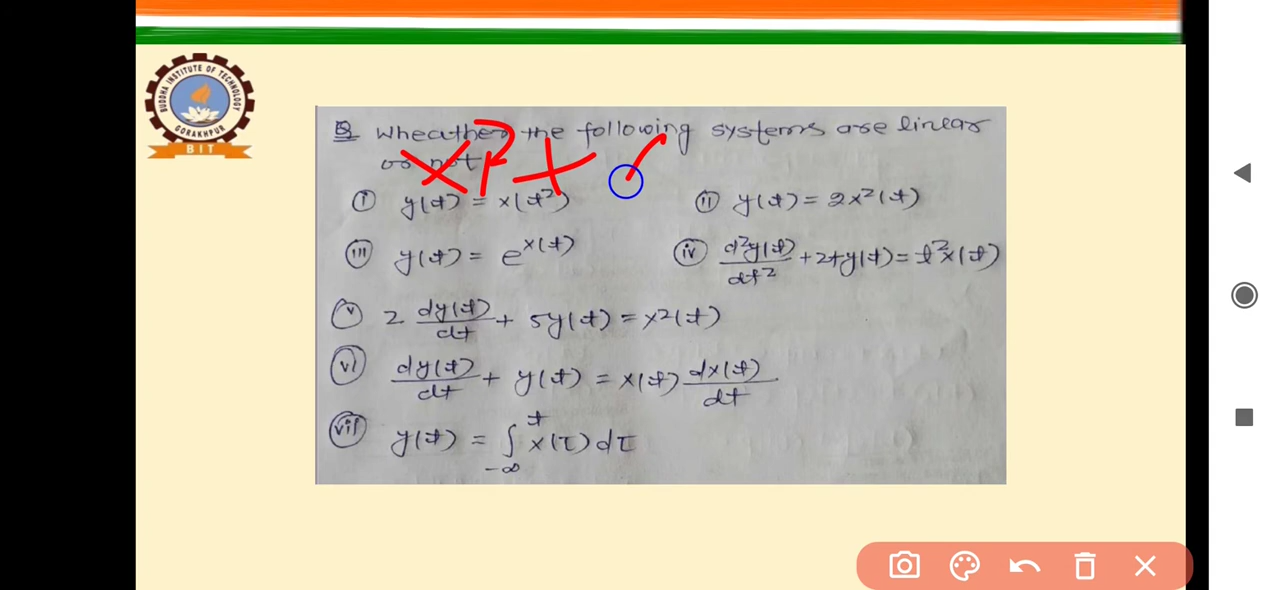 BUDDHA INSTITUTE OF TECHNOLOGY
GORAKHPUR
BIT
Q Wheather the following systems are linear
or not
(i) y(t) = x(t²) (ii) y(t) = 2x²(t)
(iii) y(t) = e^x(t) (iv) d²y(t)/dt² + 2ty(t) = t²x(t)
(v) 2 dy(t)/dt + 5y(t) = x²(t)
(vi) dy(t)/dt + y(t) = x(t) dx(t)/dt
(vii) y(t) = ∫_{-∞}^{t} x(τ) dτ